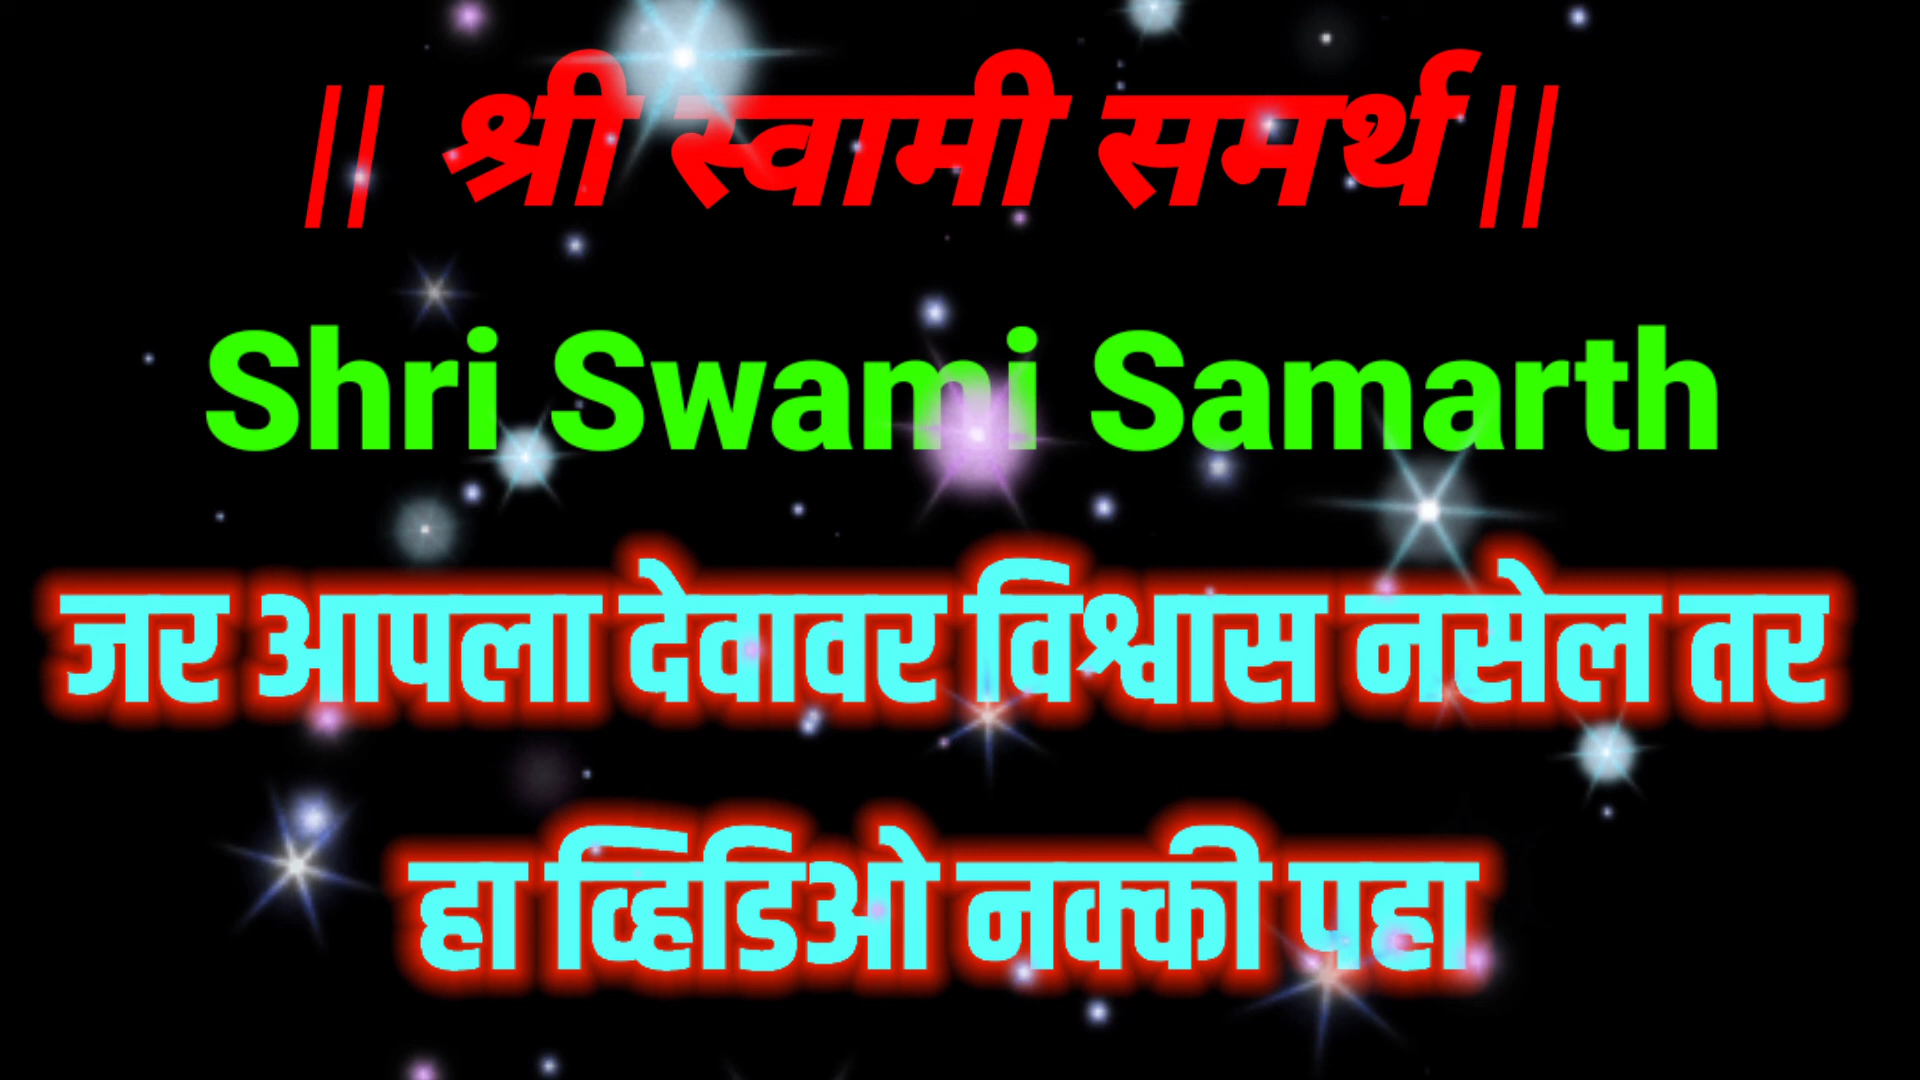 || श्री स्वामी समर्थ ||
Shri Swami Samarth
जर आपला देवावर विश्वास नसेल तर
हा व्हिडिओ नक्की पहा